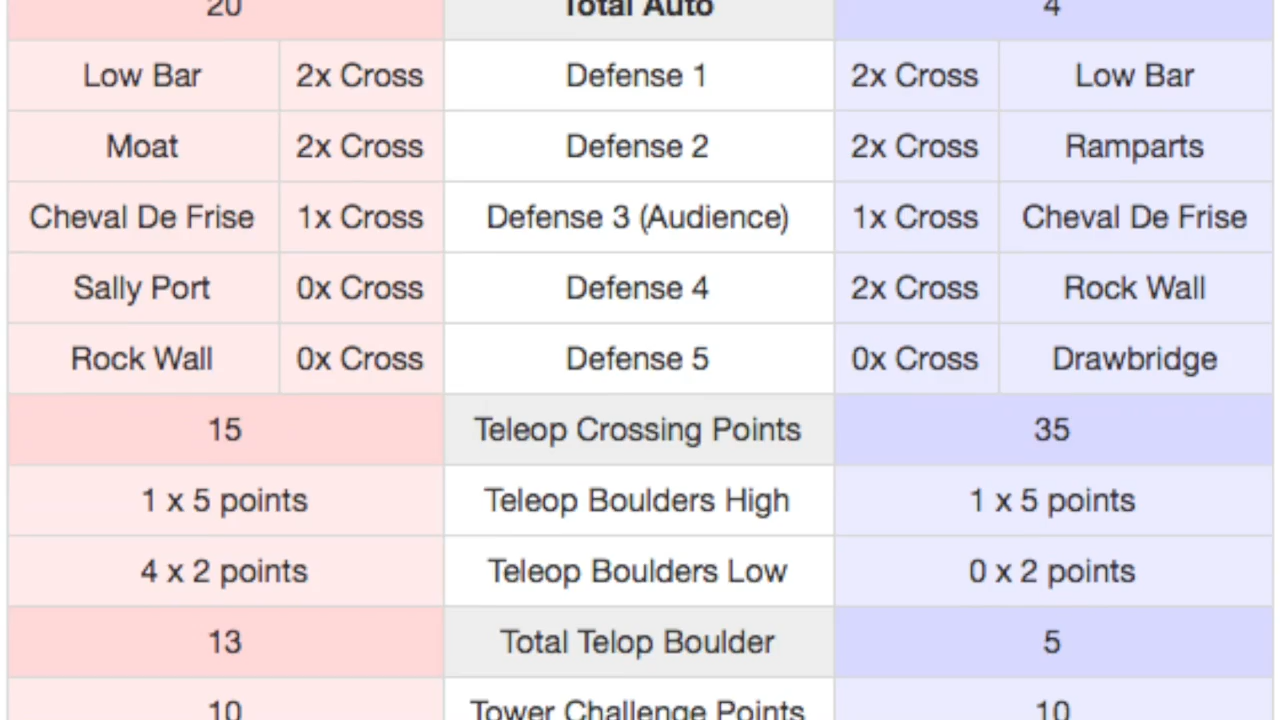 20 Total Auto 4
Low Bar 2x Cross Defense 1 2x Cross Low Bar
Moat 2x Cross Defense 2 2x Cross Ramparts
Cheval De Frise 1x Cross Defense 3 (Audience) 1x Cross Cheval De Frise
Sally Port 0x Cross Defense 4 2x Cross Rock Wall
Rock Wall 0x Cross Defense 5 0x Cross Drawbridge
15 Teleop Crossing Points 35
1 x 5 points Teleop Boulders High 1 x 5 points
4 x 2 points Teleop Boulders Low 0 x 2 points
13 Total Telop Boulder 5
10 Tower Challenge Points 10